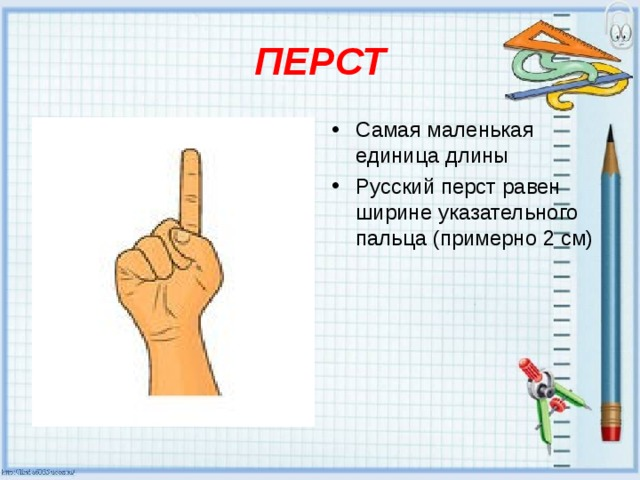 ПЕРСТ
• Самая маленькая
единица длины
• Русский перст равен
ширине указательного
пальца (примерно 2 см)